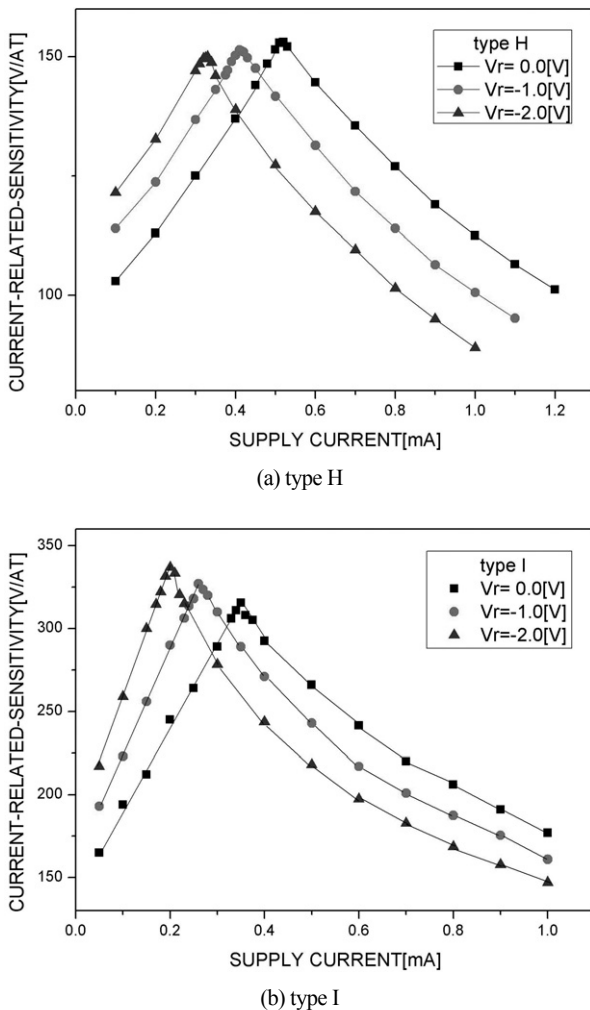 CURRENT-RELATED-SENSITIVITY[V/AT]
150
100
type H
Vr= 0.0[V]
Vr=-1.0[V]
Vr=-2.0[V]
0.0 0.2 0.4 0.6 0.8 1.0 1.2
SUPPLY CURRENT[mA]
(a) type H
CURRENT-RELATED-SENSITIVITY[V/AT]
350
300
250
200
150
type I
Vr= 0.0[V]
Vr=-1.0[V]
Vr=-2.0[V]
0.0 0.2 0.4 0.6 0.8 1.0
SUPPLY CURRENT[mA]
(b) type I